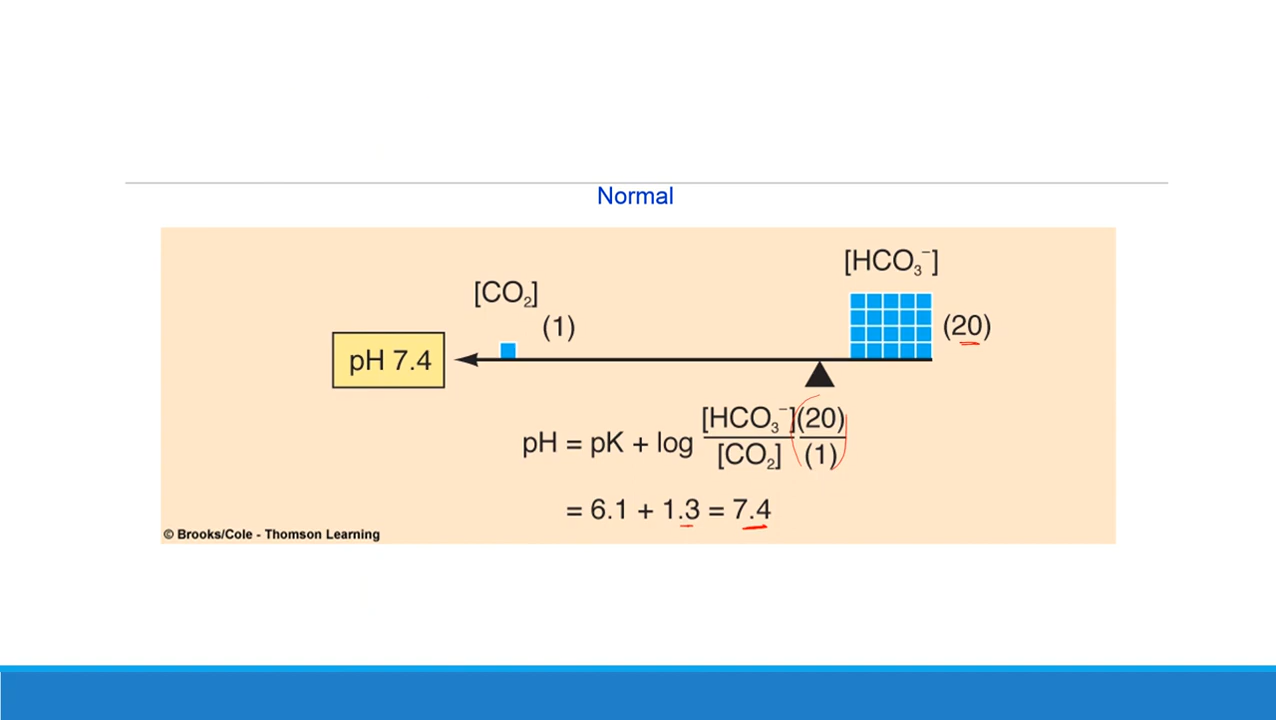 Normal
[HCO₃⁻]
[CO₂]
(1)
(20)
pH 7.4
pH = pK + log [HCO₃⁻](20) / [CO₂] (1)
= 6.1 + 1.3 = 7.4
© Brooks/Cole - Thomson Learning